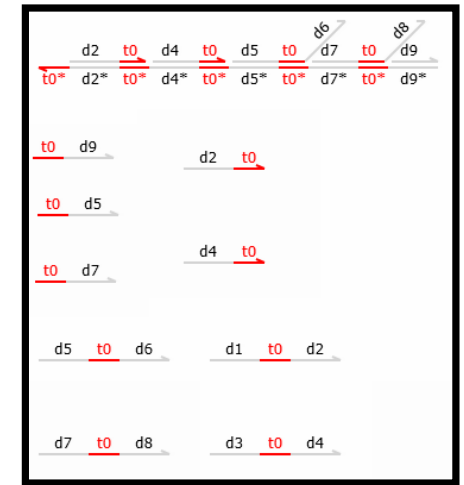 d6 d8
d2 t0 d4 t0 d5 t0 d7 t0 d9
t0* d2* t0* d4* t0* d5* t0* d7* t0* d9*
t0 d9
d2 t0
t0 d5
d4 t0
t0 d7
d5 t0 d6 d1 t0 d2
d7 t0 d8 d3 t0 d4